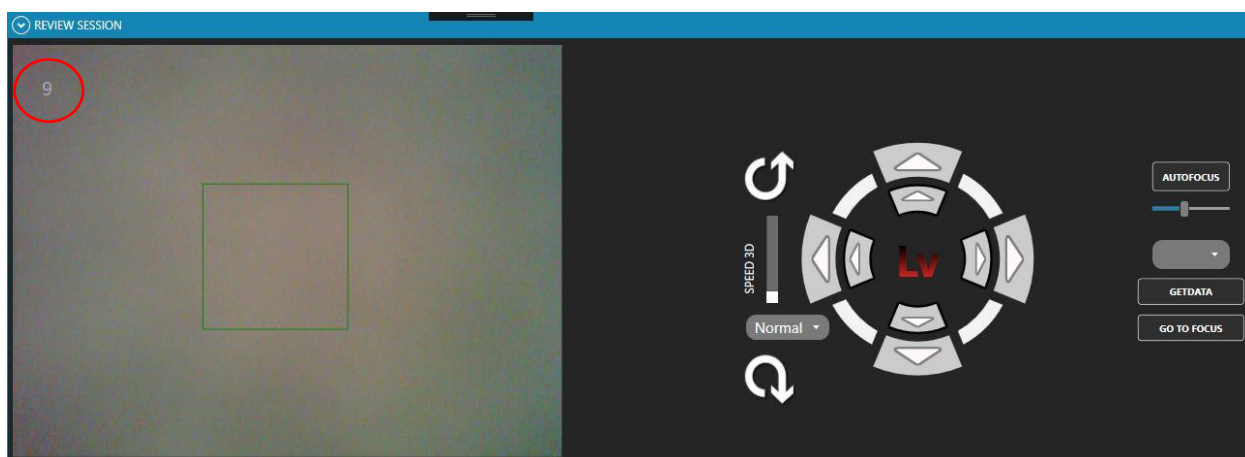 REVIEW SESSION
9
SPEED 3D
Normal
Lv
AUTOFOCUS
GETDATA
GO TO FOCUS